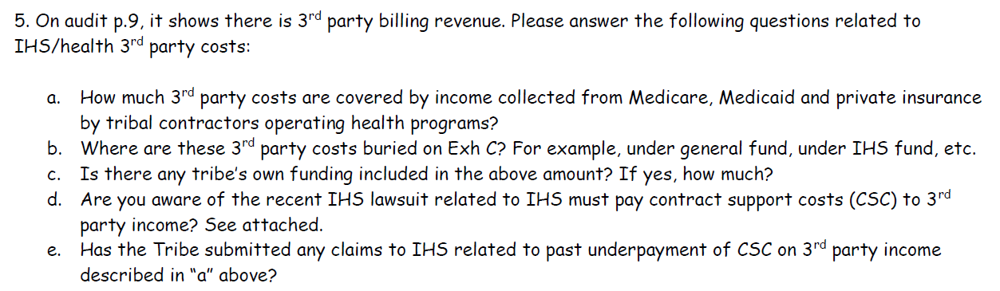 5. On audit p.9, it shows there is 3rd party billing revenue. Please answer the following questions related to
IHS/health 3rd party costs:
a. How much 3rd party costs are covered by income collected from Medicare, Medicaid and private insurance
by tribal contractors operating health programs?
b. Where are these 3rd party costs buried on Exh C? For example, under general fund, under IHS fund, etc.
c. Is there any tribe's own funding included in the above amount? If yes, how much?
d. Are you aware of the recent IHS lawsuit related to IHS must pay contract support costs (CSC) to 3rd
party income? See attached.
e. Has the Tribe submitted any claims to IHS related to past underpayment of CSC on 3rd party income
described in "a" above?